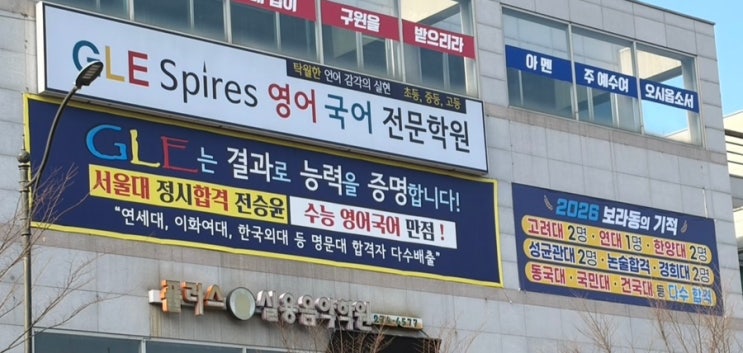 구원을
받으리라
아멘
주 예수여
오시옵소서
GLE Spires 영어 국어 전문학원
탁월한 언어 감각의 실현
초등, 중등, 고등
GLE는 결과로 능력을 증명합니다!
서울대 정시합격 전승윤
수능 영어국어 만점 !
"연세대, 이화여대, 한국외대 등 명문대 합격자 다수배출"
2026 보라동의 기적
고려대 2명 · 연대 1명 · 한양대 2명
성균관대 2명 · 논술합격 · 경희대 2명
동국대 · 국민대 · 건국대 등 다수 합격
플러스 실용음악학원